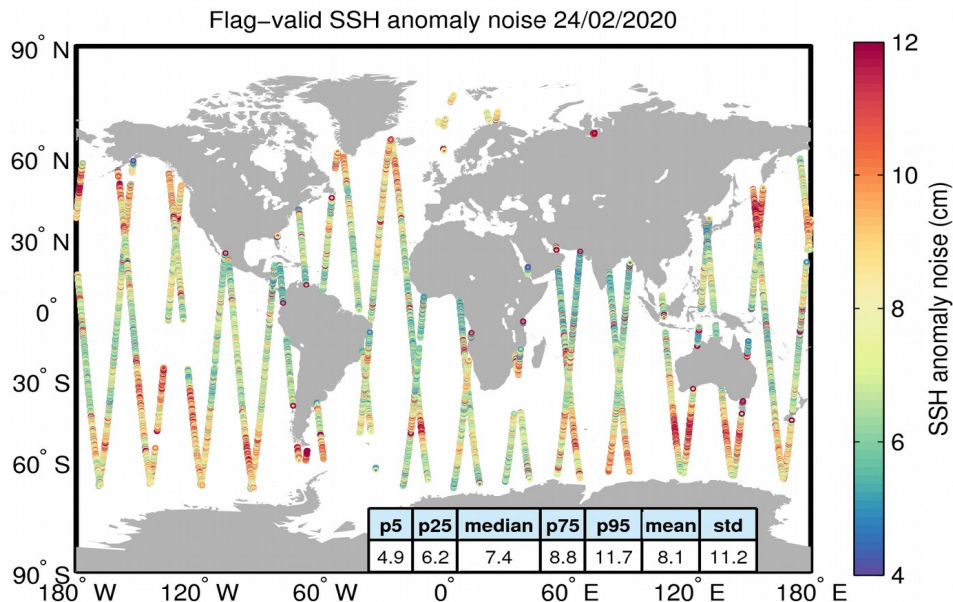 Flag−valid SSH anomaly noise 24/02/2020
90° N
60° N
30° N
0°
30° S
60° S
90° S
180° W 120° W 60° W 0° 60° E 120° E 180° E
p5 p25 median p75 p95 mean std
4.9 6.2 7.4 8.8 11.7 8.1 11.2
12
10
8
6
4
SSH anomaly noise (cm)